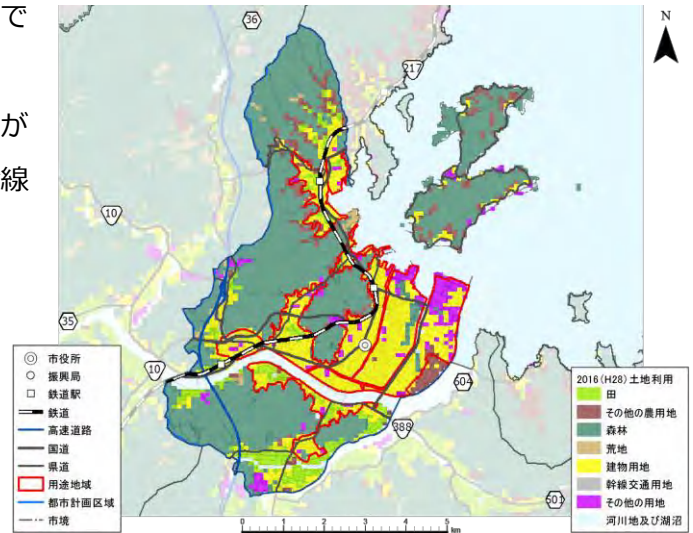 で
が
線
N
36
217
10
35
10
604
388
501
市役所
振興局
鉄道駅
鉄道
高速道路
国道
県道
用途地域
都市計画区域
市境
0 1 2 3 4 5
km
2016(H28)土地利用
田
その他の農用地
森林
荒地
建物用地
幹線交通用地
その他の用地
河川地及び湖沼